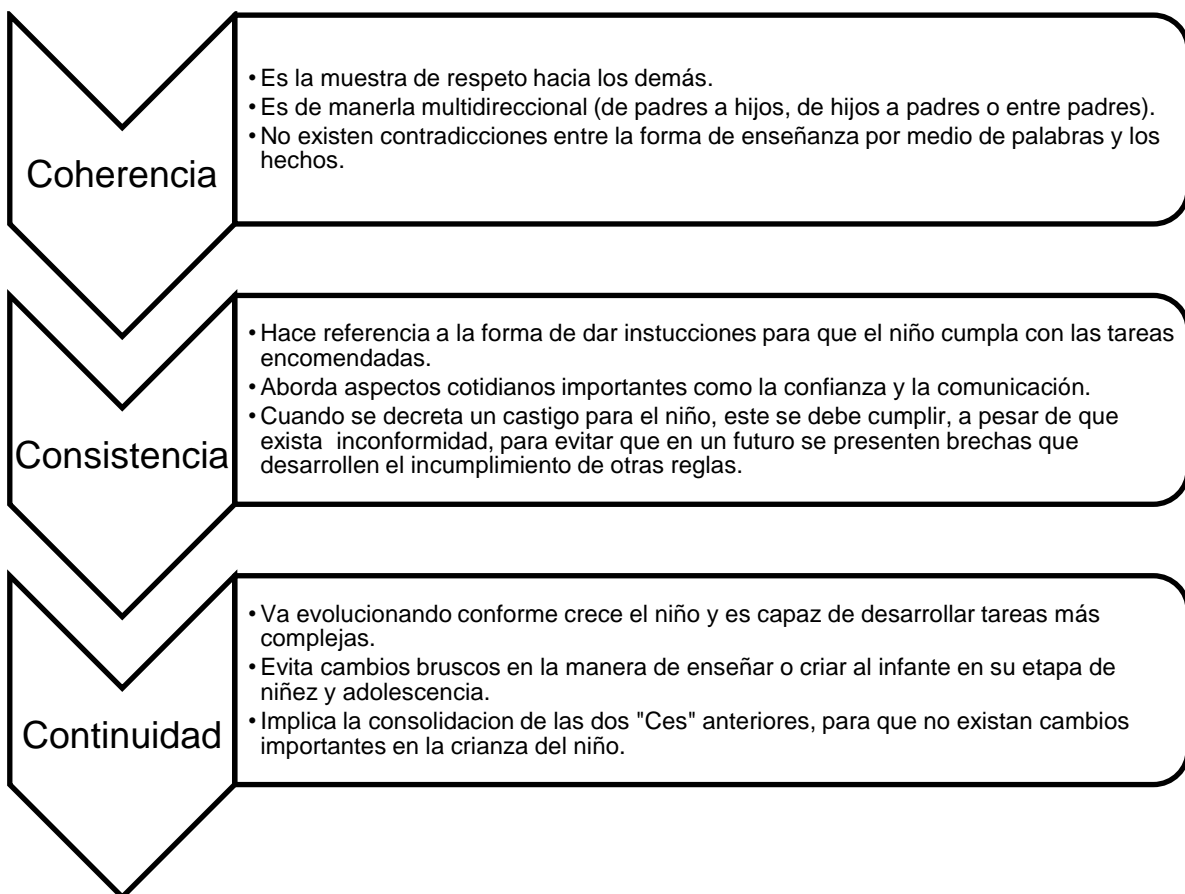 Coherencia
• Es la muestra de respeto hacia los demás.
• Es de manerla multidireccional (de padres a hijos, de hijos a padres o entre padres).
• No existen contradicciones entre la forma de enseñanza por medio de palabras y los
hechos.
Consistencia
• Hace referencia a la forma de dar instucciones para que el niño cumpla con las tareas
encomendadas.
• Aborda aspectos cotidianos importantes como la confianza y la comunicación.
• Cuando se decreta un castigo para el niño, este se debe cumplir, a pesar de que
exista  inconformidad, para evitar que en un futuro se presenten brechas que
desarrollen el incumplimiento de otras reglas.
Continuidad
• Va evolucionando conforme crece el niño y es capaz de desarrollar tareas más
complejas.
• Evita cambios bruscos en la manera de enseñar o criar al infante en su etapa de
niñez y adolescencia.
• Implica la consolidacion de las dos "Ces" anteriores, para que no existan cambios
importantes en la crianza del niño.